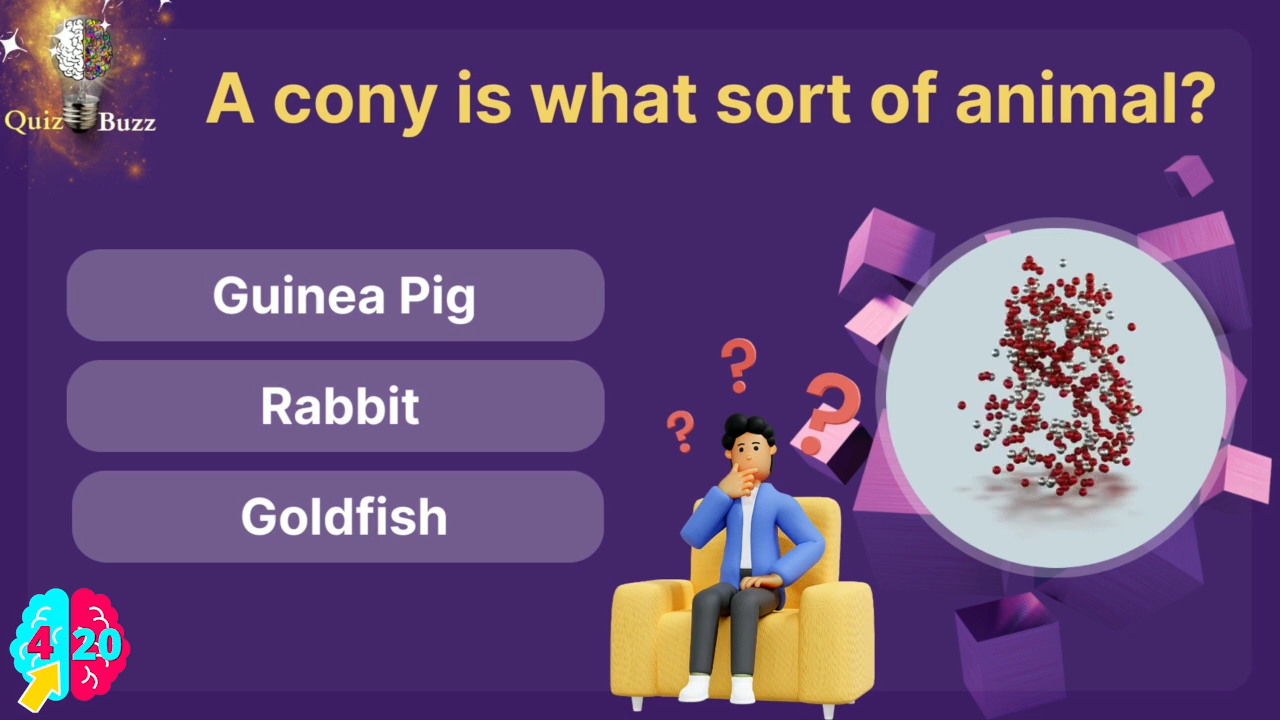 Quiz Buzz
A cony is what sort of animal?
Guinea Pig
Rabbit
Goldfish
? ? ?
4 20